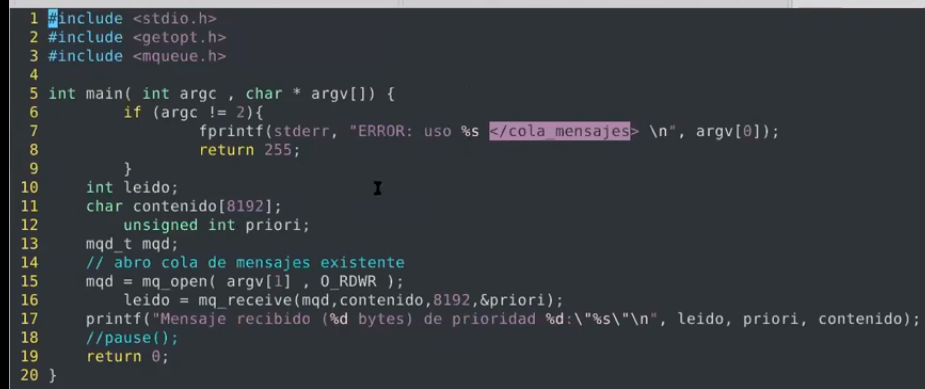 1 #include <stdio.h>
2 #include <getopt.h>
3 #include <mqueue.h>
4
5 int main( int argc , char * argv[]) {
6         if (argc != 2){
7                 fprintf(stderr, "ERROR: uso %s </cola_mensajes> \n", argv[0]);
8                 return 255;
9         }
10     int leido;
11     char contenido[8192];
12         unsigned int priori;
13     mqd_t mqd;
14     // abro cola de mensajes existente
15     mqd = mq_open( argv[1] , O_RDWR );
16         leido = mq_receive(mqd,contenido,8192,&priori);
17     printf("Mensaje recibido (%d bytes) de prioridad %d:\"%s\"\n", leido, priori, contenido);
18     //pause();
19     return 0;
20 }